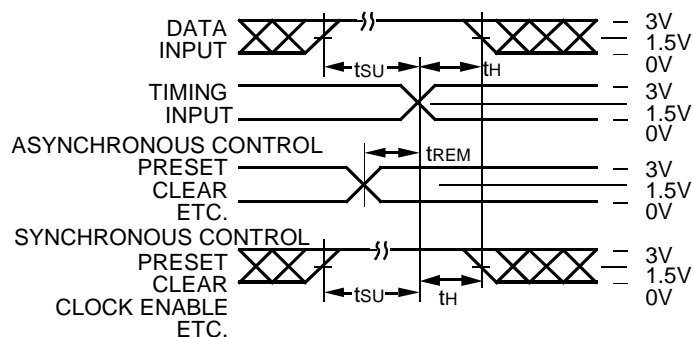 DATA
INPUT
3V
1.5V
0V
tSU
tH
TIMING
INPUT
3V
1.5V
0V
ASYNCHRONOUS CONTROL
PRESET
CLEAR
ETC.
tREM
3V
1.5V
0V
SYNCHRONOUS CONTROL
PRESET
CLEAR
CLOCK ENABLE
ETC.
tSU
tH
3V
1.5V
0V